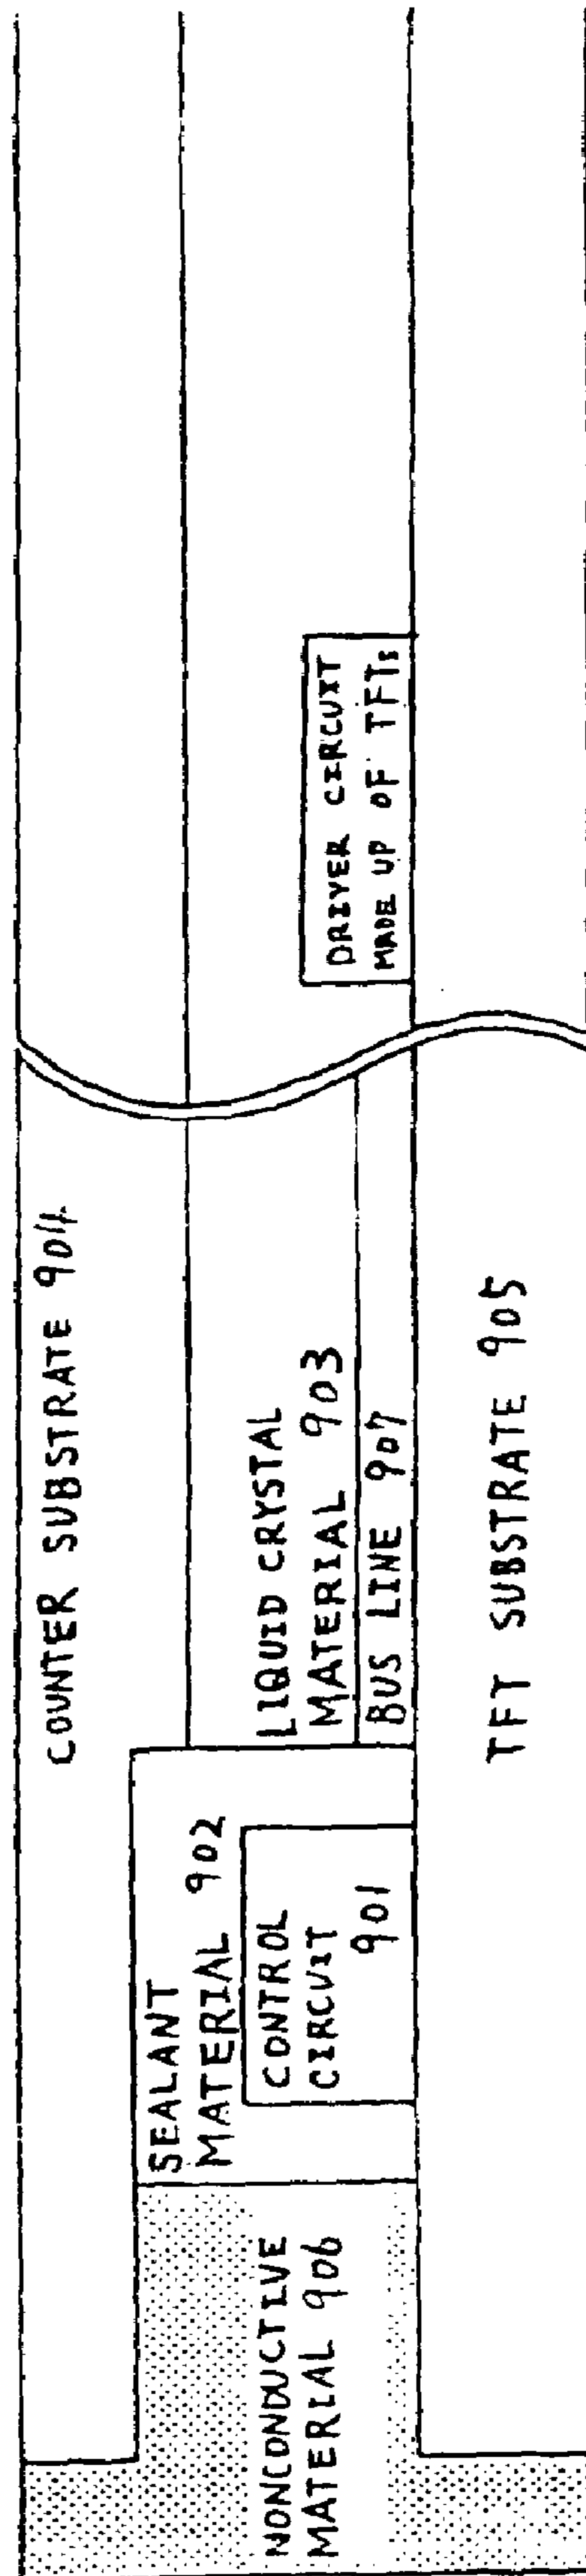 COUNTER SUBSTRATE 904
SEALANT
MATERIAL 902
LIQUID CRYSTAL
MATERIAL 903
BUS LINE 907
CONTROL
CIRCUIT
901
DRIVER CIRCUIT
MADE UP OF TFTs
NONCONDUCTIVE
MATERIAL 906
TFT SUBSTRATE 905